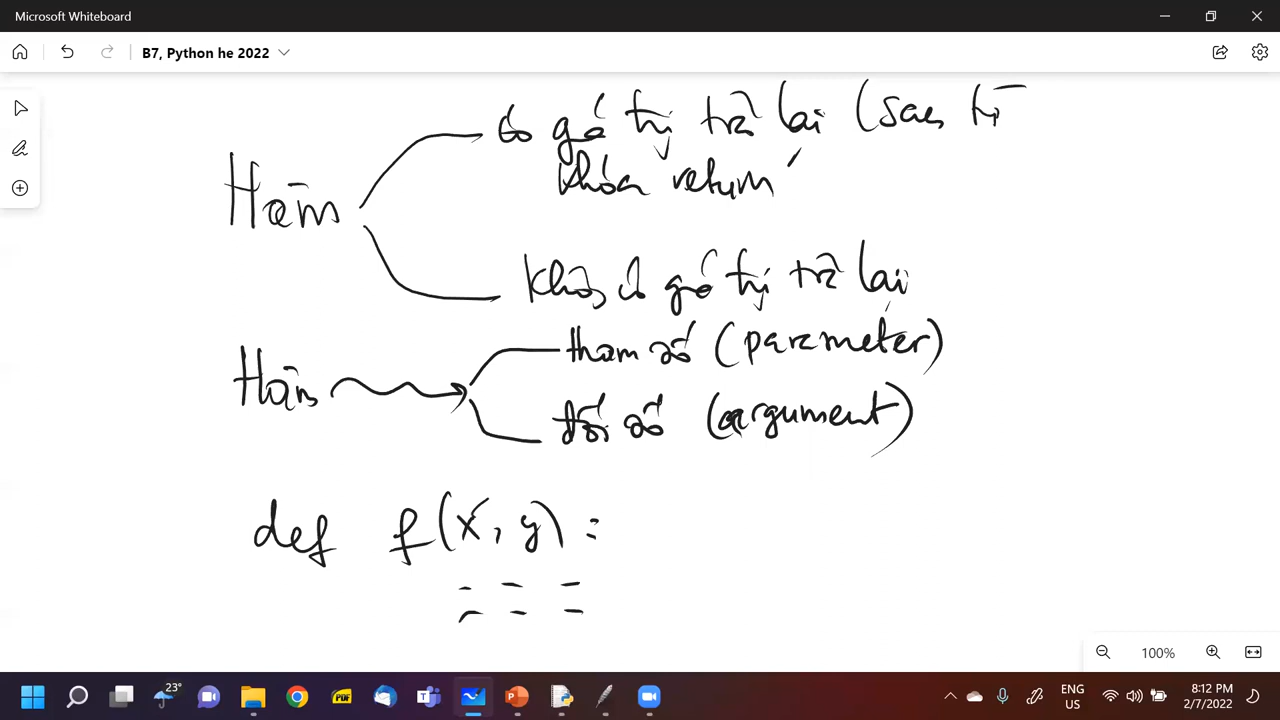 Microsoft Whiteboard
B7, Python he 2022
có giá trị trả lại (sau từ
khóa return
Hàm
Không có giá trị trả lại
tham số (parameter)
Hàm
đối số (argument)
def f(x, y):
100%
23°
PDF
ENG
US
8:12 PM
2/7/2022